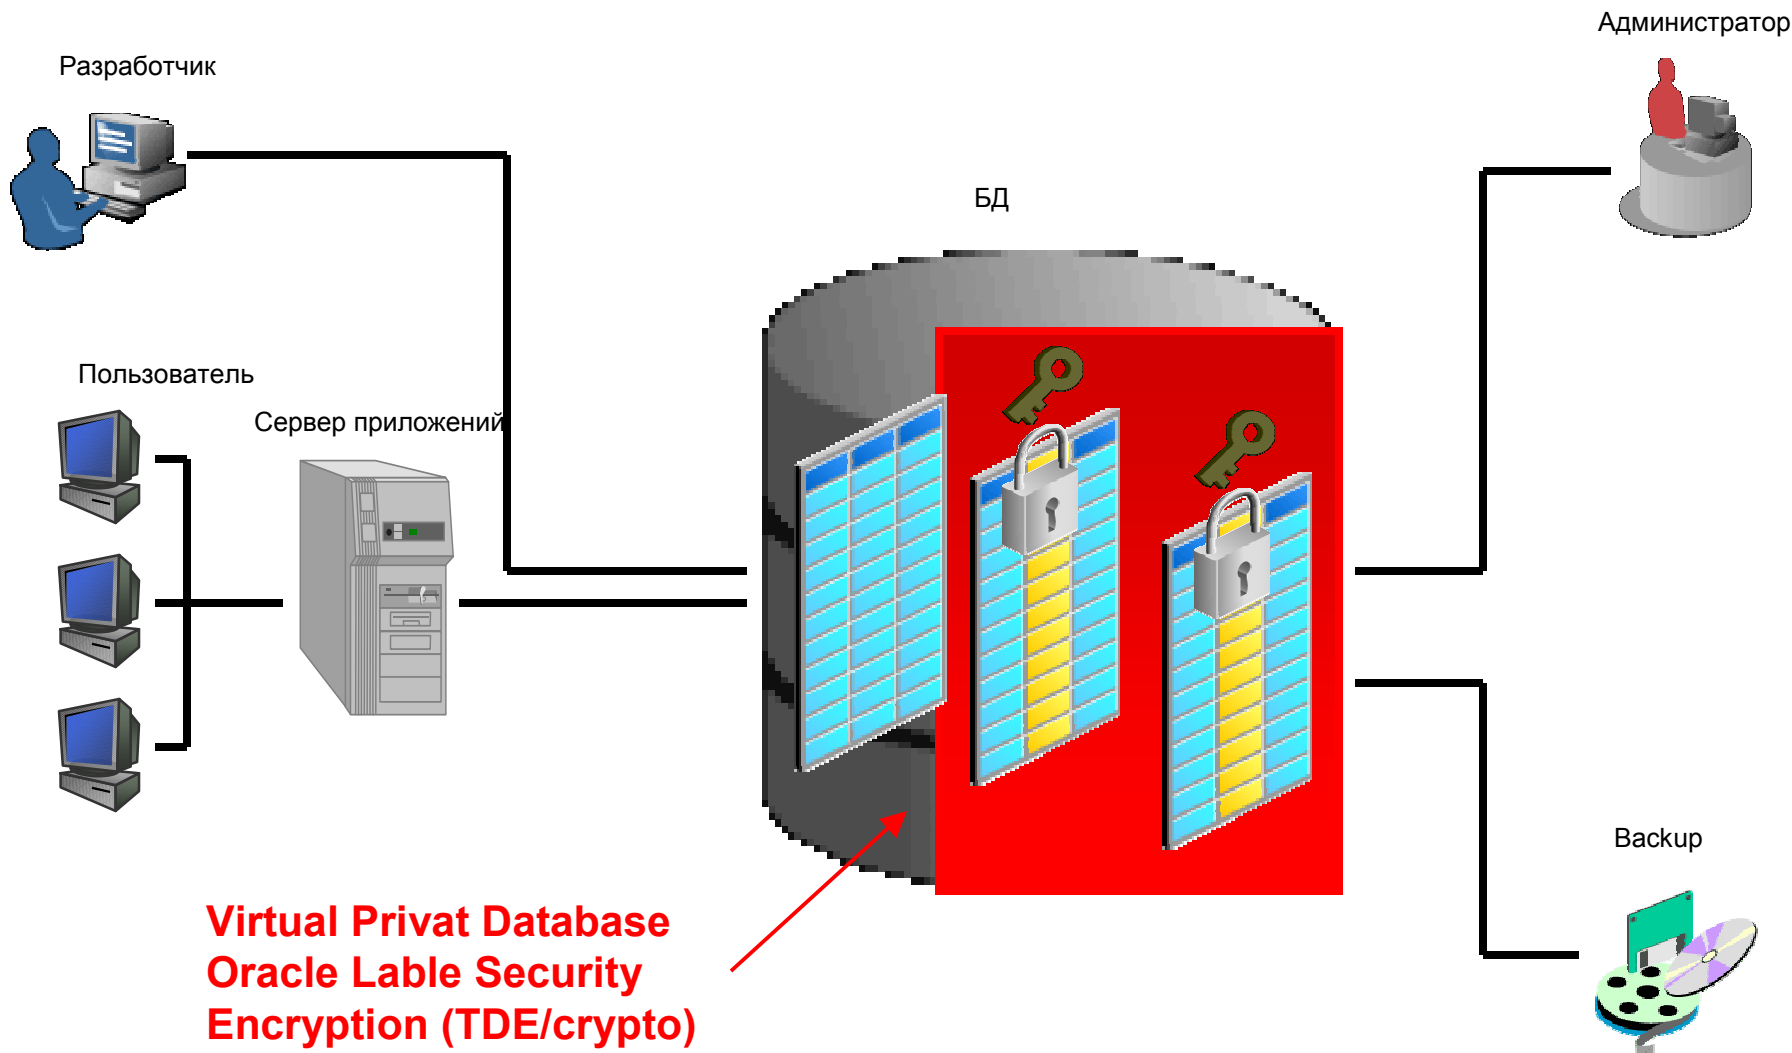 Администратор
Разработчик
БД
Пользователь
Сервер приложений
Backup
Virtual Privat Database
Oracle Lable Security
Encryption (TDE/crypto)